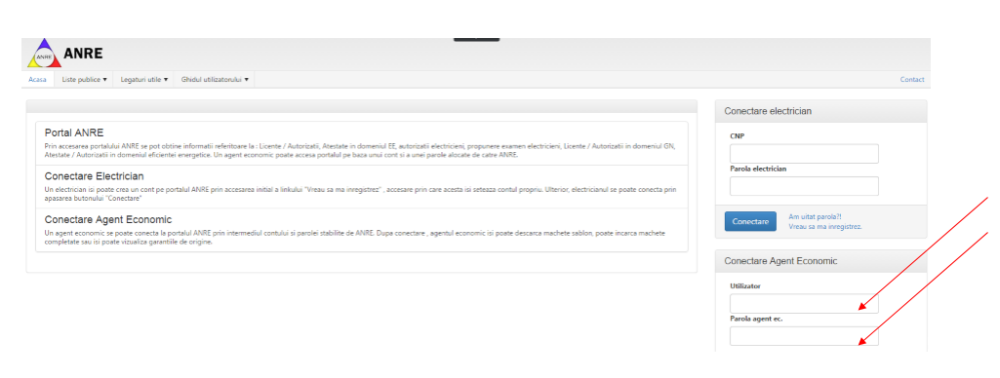 ANRE
ANRE
Acasa Liste publice ▼ Legaturi utile ▼ Ghidul utilizatorului ▼ Contact
Portal ANRE
Prin accesarea portalului ANRE se pot obtine informatii referitoare la : Licente / Autorizatii, Atestate in domeniul EE, autorizatii electricieni, propunere examen electricieni, Licente / Autorizatii in domeniul GN,
Atestate / Autorizatii in domeniul eficientei energetice. Un agent economic poate accesa portalul pe baza unui cont si a unei parole alocate de catre ANRE.
Conectare Electrician
Un electrician isi poate crea un cont pe portalul ANRE prin accesarea initial a linkului "Vreau sa ma inregistrez" , accesare prin care acesta isi seteaza contul propriu. Ulterior, electricianul se poate conecta prin
apasarea butonului "Conectare"
Conectare Agent Economic
Un agent economic se poate conecta la portalul ANRE prin intermediul contului si parolei stabilite de ANRE. Dupa conectare , agentul economic isi poate descarca machete sablon, poate incarca machete
completate sau isi poate vizualiza garantiile de origine.
Conectare electrician
CNP
Parola electrician
Conectare
Am uitat parola?!
Vreau sa ma inregistrez.
Conectare Agent Economic
Utilizator
Parola agent ec.